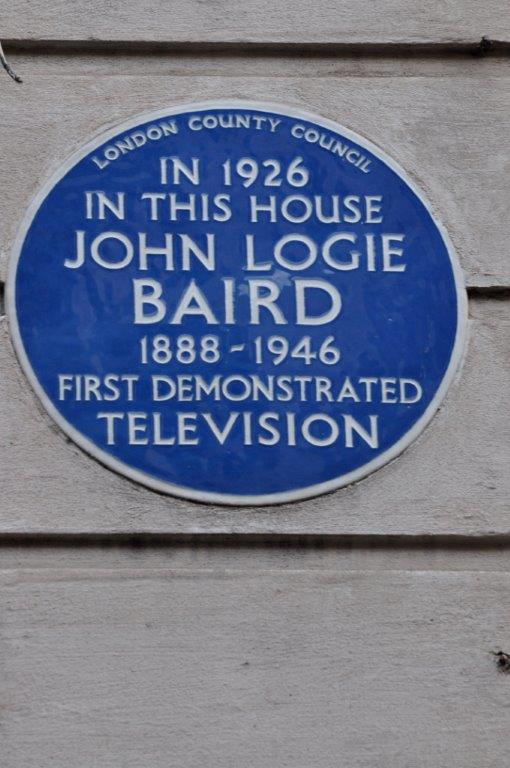 LONDON COUNTY COUNCIL
IN 1926
IN THIS HOUSE
JOHN LOGIE
BAIRD
1888-1946
FIRST DEMONSTRATED
TELEVISION